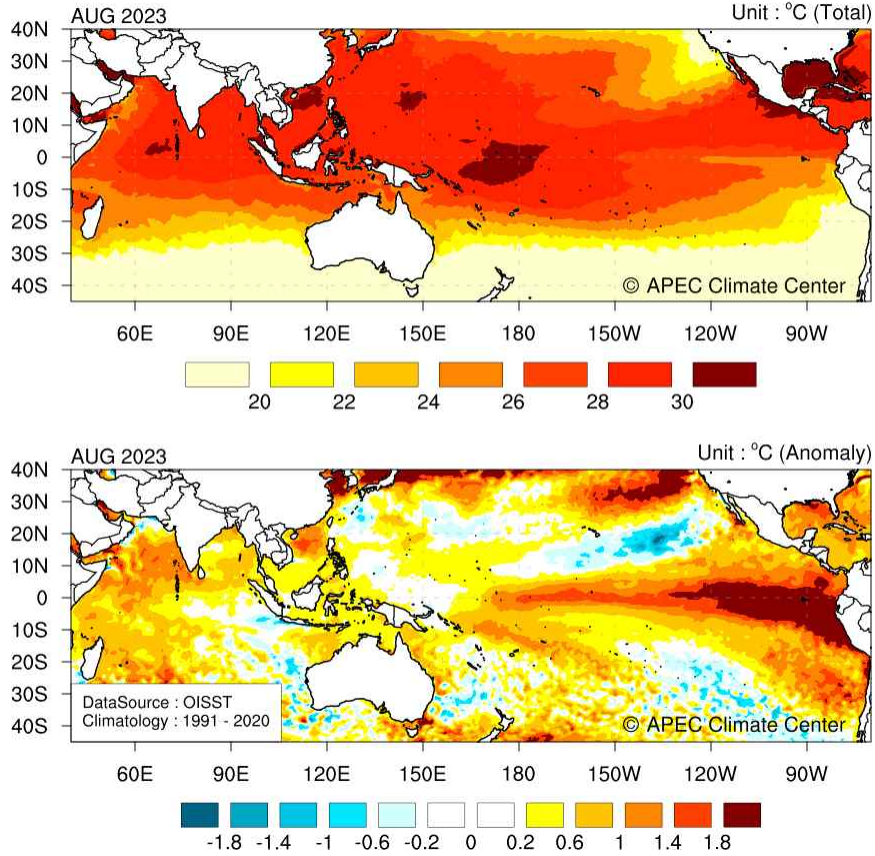 AUG 2023 Unit : °C (Total)
40N
30N
20N
10N
0
10S
20S
30S
40S
© APEC Climate Center
60E 90E 120E 150E 180 150W 120W 90W
20 22 24 26 28 30
AUG 2023 Unit : °C (Anomaly)
40N
30N
20N
10N
0
10S
20S
30S
40S
DataSource : OISST
Climatology : 1991 - 2020
© APEC Climate Center
60E 90E 120E 150E 180 150W 120W 90W
-1.8 -1.4 -1 -0.6 -0.2 0 0.2 0.6 1 1.4 1.8